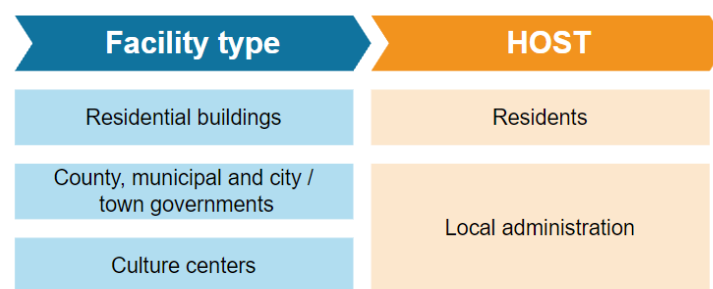 Facility type
HOST
Residential buildings
Residents
County, municipal and city /
town governments
Local administration
Culture centers